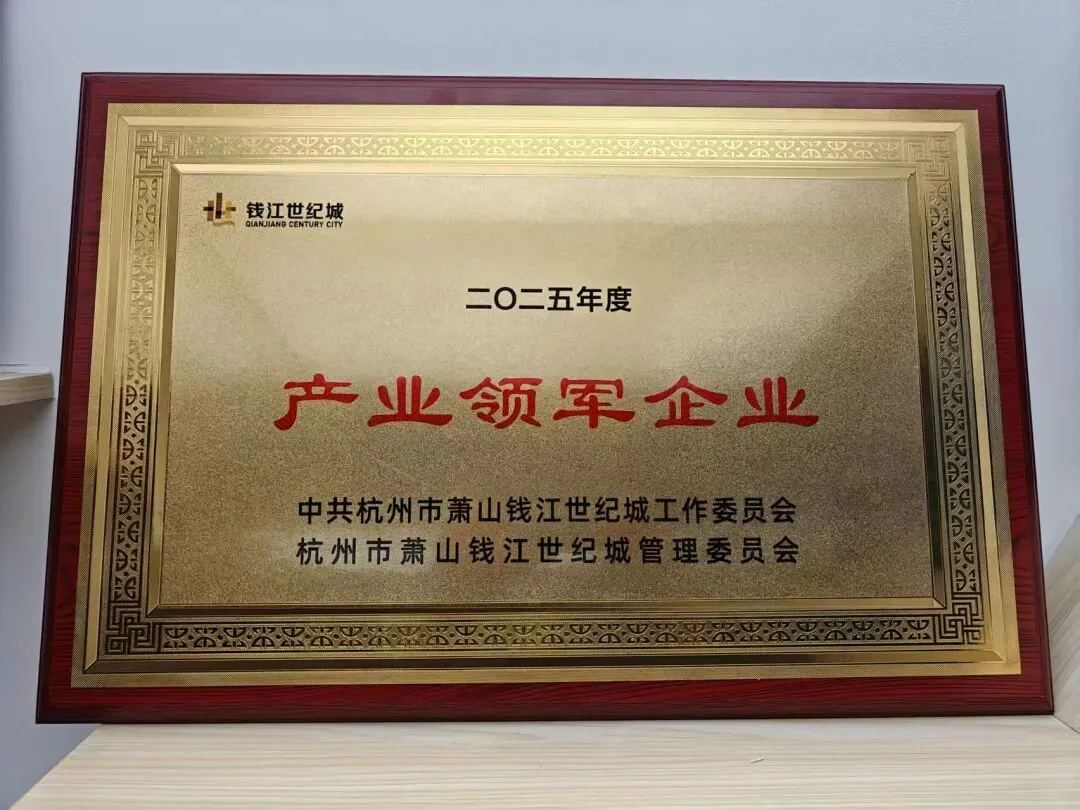 钱江世纪城
QIANJIANG CENTURY CITY
二〇二五年度
产业领军企业
中共杭州市萧山钱江世纪城工作委员会
杭州市萧山钱江世纪城管理委员会